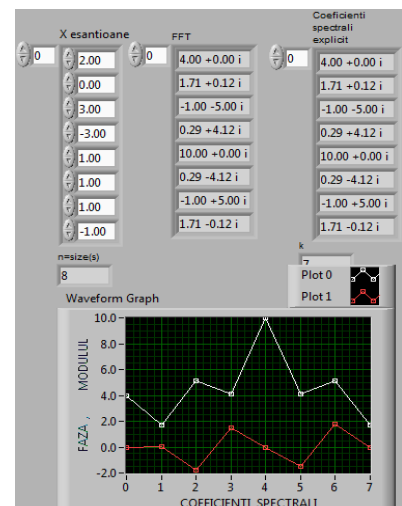 X esantioane
FFT
Coeficienti
spectrali
explicit
0
2.00
0.00
3.00
-3.00
1.00
1.00
1.00
-1.00
0
4.00 +0.00 i
1.71 +0.12 i
-1.00 -5.00 i
0.29 +4.12 i
10.00 +0.00 i
0.29 -4.12 i
-1.00 +5.00 i
1.71 -0.12 i
0
4.00 +0.00 i
1.71 +0.12 i
-1.00 -5.00 i
0.29 +4.12 i
10.00 +0.00 i
0.29 -4.12 i
-1.00 +5.00 i
1.71 -0.12 i
n=size(s)
8
k
7
Plot 0
Plot 1
Waveform Graph
FAZA , MODULUL
10.0
8.0
6.0
4.0
2.0
0.0
-2.0
0 1 2 3 4 5 6 7
COEFICIENTI SPECTRALI